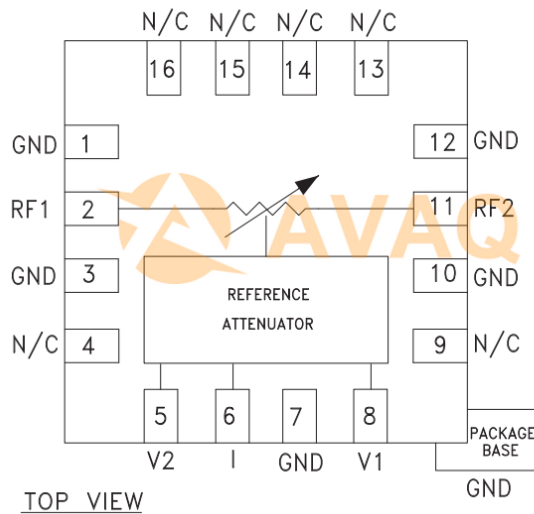 N/C N/C N/C N/C
16 15 14 13
GND 1 12 GND
RF1 2 11 RF2
AVAQ
GND 3 10 GND
REFERENCE
ATTENUATOR
N/C 4 9 N/C
5 6 7 8
V2 I GND V1
PACKAGE
BASE
GND
TOP VIEW